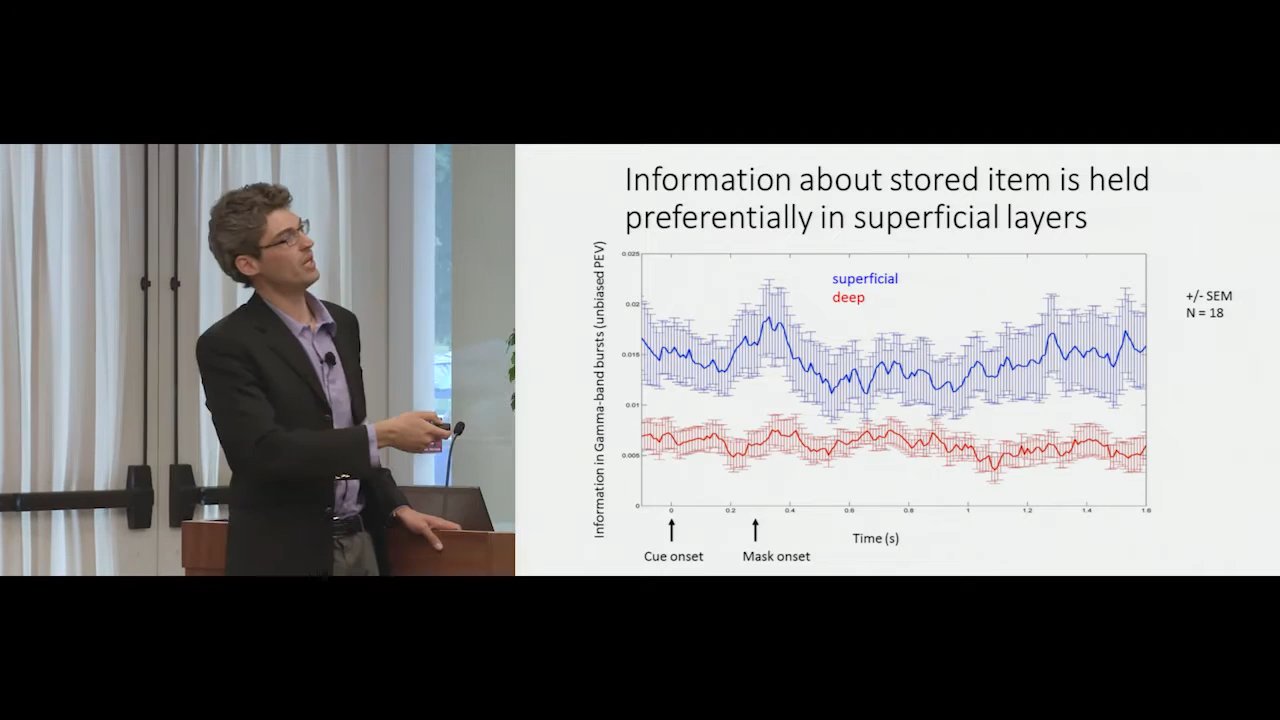 Information about stored item is held
preferentially in superficial layers
Information in Gamma-band bursts (unbiased PEV)
0.025
0.02
0.015
0.01
0.005
0
superficial
deep
+/- SEM
N = 18
0
0.2
0.4
0.6
0.8
1
1.2
1.4
1.6
Time (s)
Cue onset
Mask onset